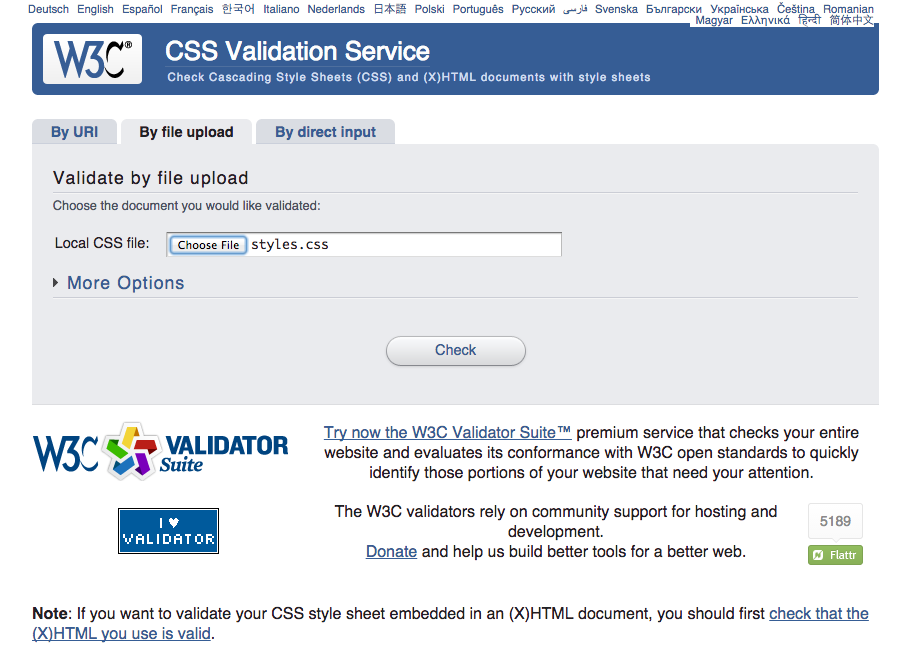 Deutsch English Español Français 한국어 Italiano Nederlands 日本語 Polski Português Русский فارسی Svenska Български Українська Čeština Romanian
Magyar Ελληνικά हिन्दी 简体中文
W3C®
CSS Validation Service
Check Cascading Style Sheets (CSS) and (X)HTML documents with style sheets
By URI By file upload By direct input
Validate by file upload
Choose the document you would like validated:
Local CSS file: Choose File styles.css
More Options
Check
W3C VALIDATOR
Suite
Try now the W3C Validator Suite™ premium service that checks your entire
website and evaluates its conformance with W3C open standards to quickly
identify those portions of your website that need your attention.
I ♥
VALIDATOR
The W3C validators rely on community support for hosting and
development.
Donate and help us build better tools for a better web.
5189
Flattr
Note: If you want to validate your CSS style sheet embedded in an (X)HTML document, you should first check that the
(X)HTML you use is valid.